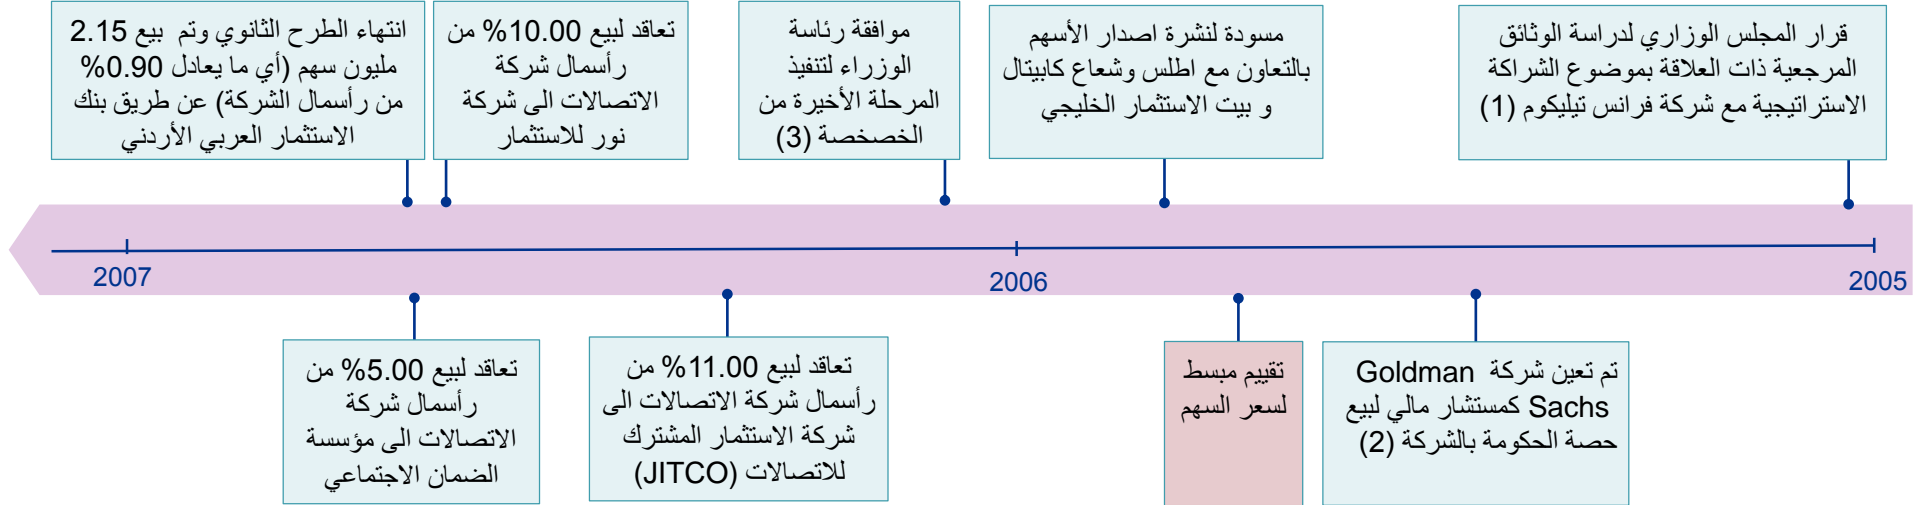 قرار المجلس الوزاري لدراسة الوثائق
المرجعية ذات العلاقة بموضوع الشراكة
الاستراتيجية مع شركة فرانس تيليكوم (1)
مسودة لنشرة اصدار الأسهم
بالتعاون مع اطلس وشعاع كابيتال
و بيت الاستثمار الخليجي
موافقة رئاسة
الوزراء لتنفيذ
المرحلة الأخيرة من
الخصخصة (3)
تعاقد لبيع 10.00% من
رأسمال شركة
الاتصالات الى شركة
نور للاستثمار
انتهاء الطرح الثانوي وتم بيع 2.15
مليون سهم (أي ما يعادل 0.90%
من رأسمال الشركة) عن طريق بنك
الاستثمار العربي الأردني
2005
2006
2007
تم تعين شركة Goldman
Sachs كمستشار مالي لبيع
حصة الحكومة بالشركة (2)
تقييم مبسط
لسعر السهم
تعاقد لبيع 11.00% من
رأسمال شركة الاتصالات الى
شركة الاستثمار المشترك
للاتصالات (JITCO)
تعاقد لبيع 5.00% من
رأسمال شركة
الاتصالات الى مؤسسة
الضمان الاجتماعي